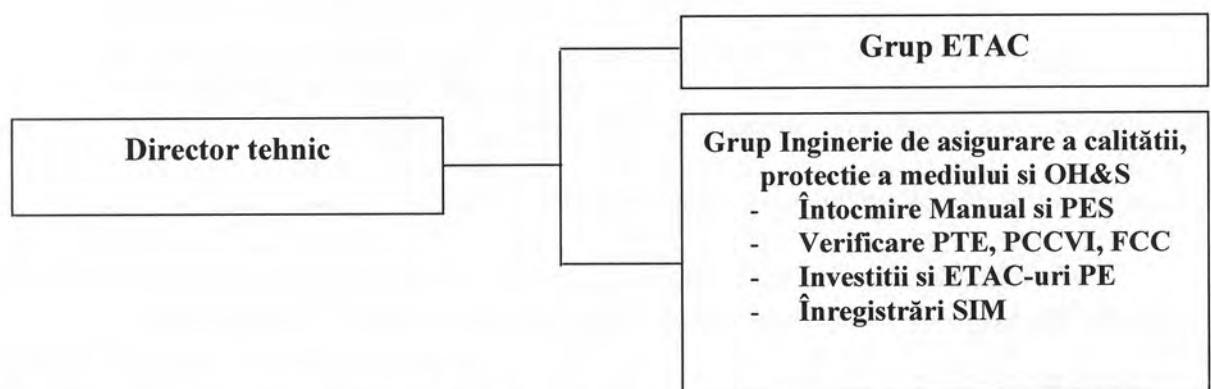 Director tehnic
Grup ETAC
Grup Inginerie de asigurare a calitătii,
protectie a mediului si OH&S
- Întocmire Manual si PES
- Verificare PTE, PCCVI, FCC
- Investitii si ETAC-uri PE
- Înregistrări SIM